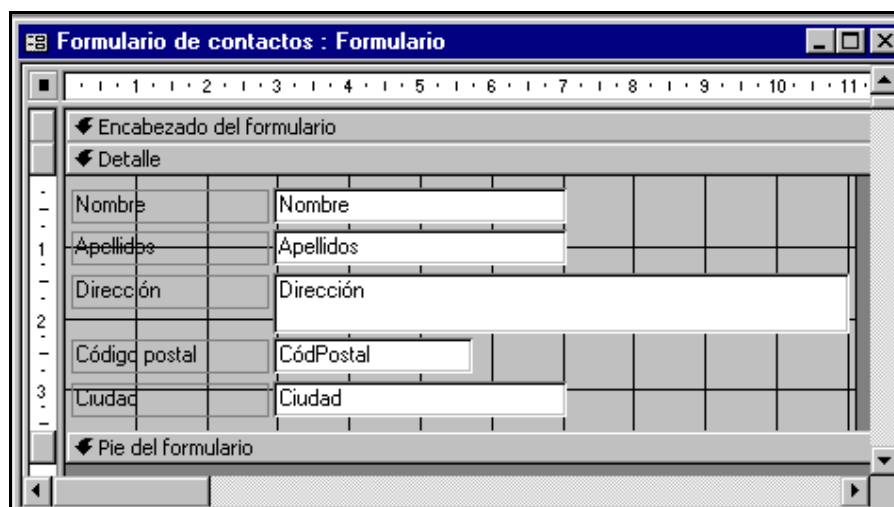 Formulario de contactos : Formulario
1 2 3 4 5 6 7 8 9 10 11
Encabezado del formulario
Detalle
Nombre Nombre
1 Apellidos Apellidos
Dirección Dirección
2
Código postal CódPostal
3 Ciudad Ciudad
Pie del formulario